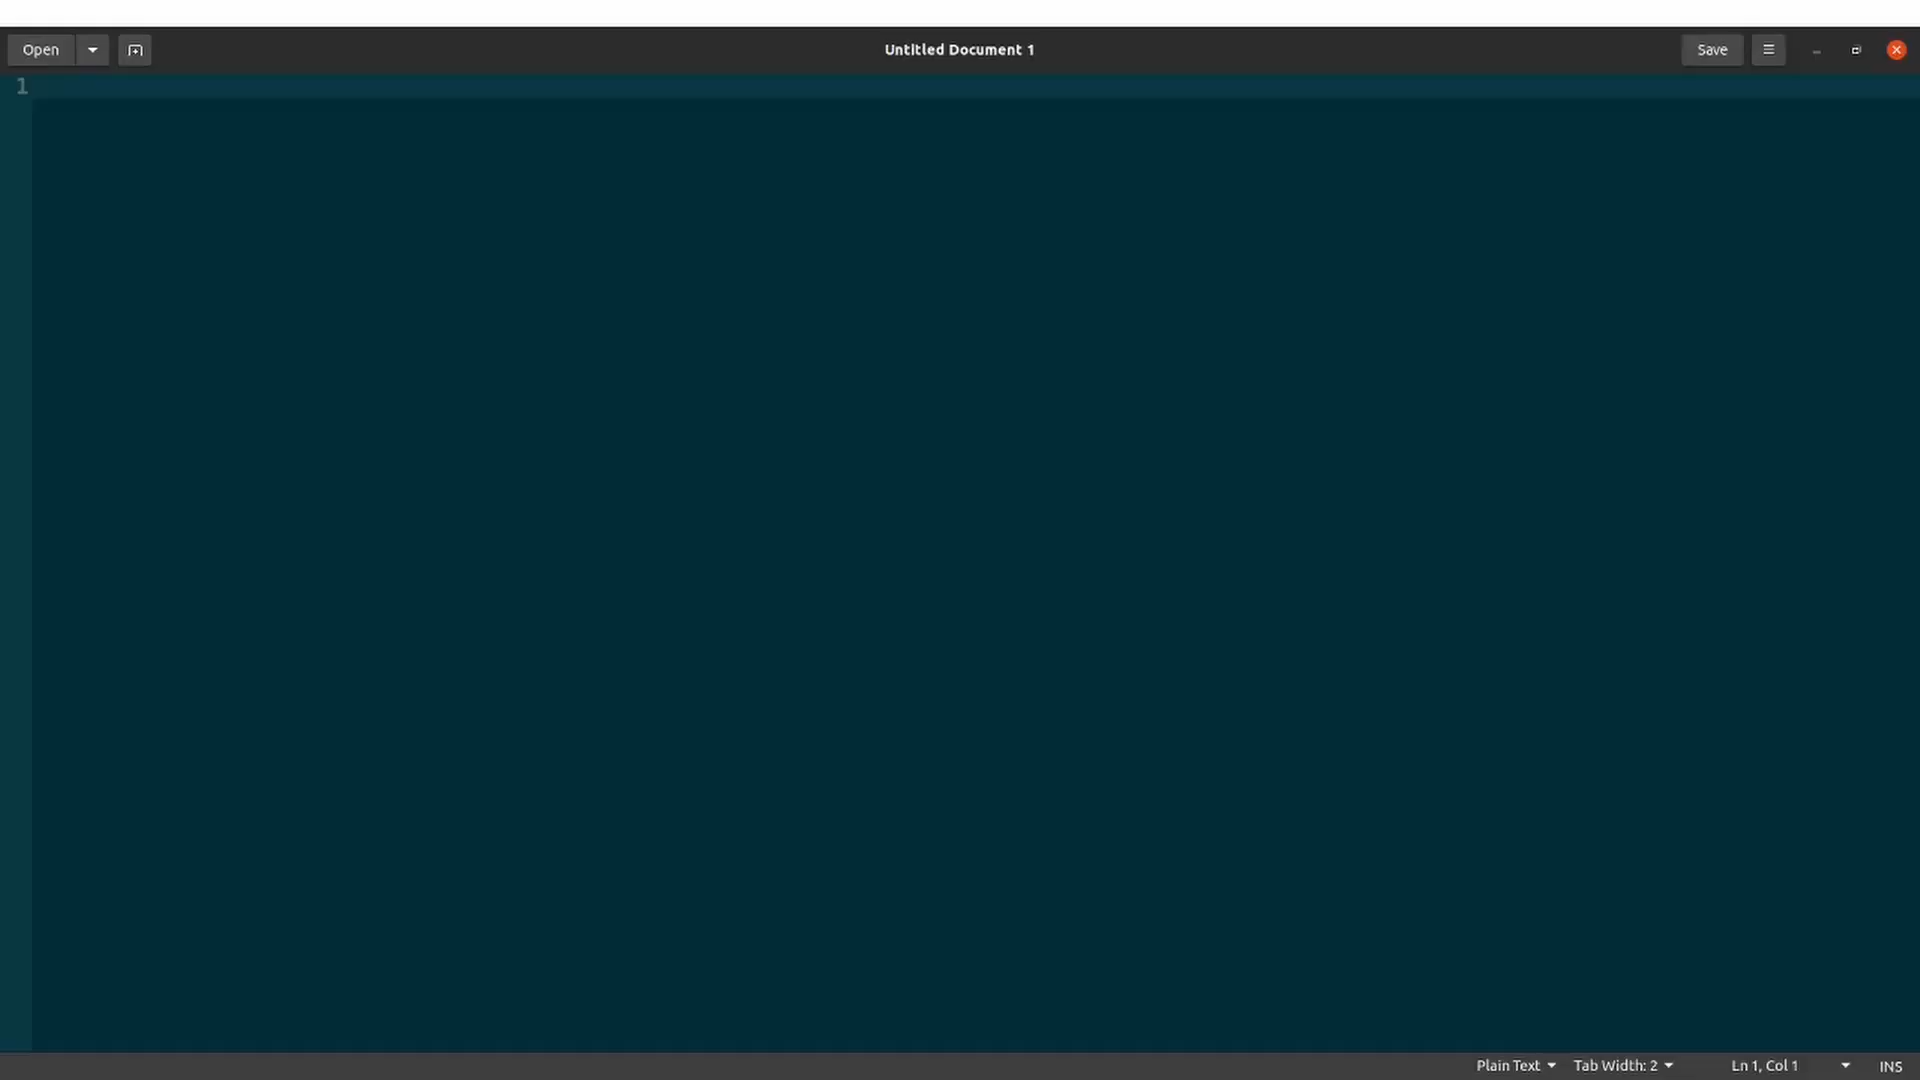 Open
Untitled Document 1
Save
1
Plain Text
Tab Width: 2
Ln 1, Col 1
INS